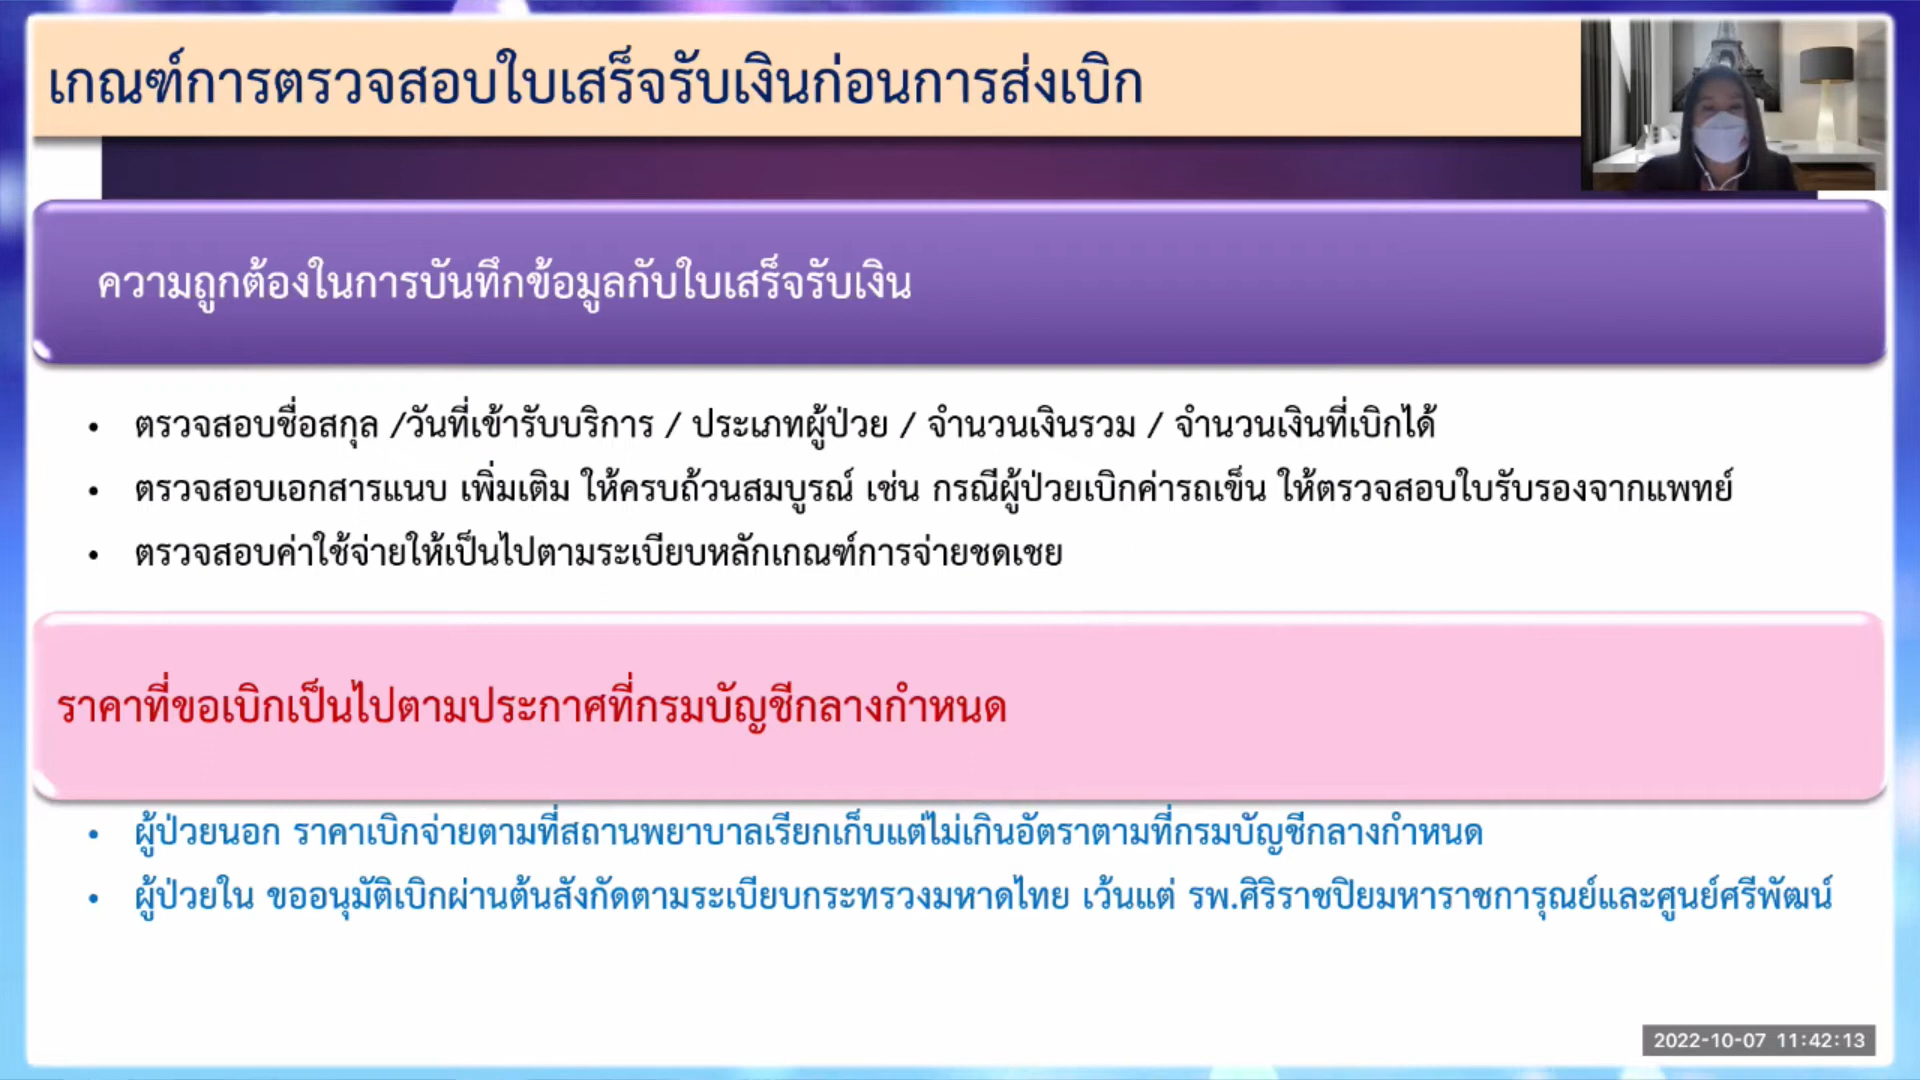 เกณฑ์การตรวจสอบใบเสร็จรับเงินก่อนการส่งเบิก
ความถูกต้องในการบันทึกข้อมูลกับใบเสร็จรับเงิน
• ตรวจสอบชื่อสกุล /วันที่เข้ารับบริการ / ประเภทผู้ป่วย / จำนวนเงินรวม / จำนวนเงินที่เบิกได้
• ตรวจสอบเอกสารแนบ เพิ่มเติม ให้ครบถ้วนสมบูรณ์ เช่น กรณีผู้ป่วยเบิกค่ารถเข็น ให้ตรวจสอบใบรับรองจากแพทย์
• ตรวจสอบค่าใช้จ่ายให้เป็นไปตามระเบียบหลักเกณฑ์การจ่ายชดเชย
ราคาที่ขอเบิกเป็นไปตามประกาศที่กรมบัญชีกลางกำหนด
• ผู้ป่วยนอก ราคาเบิกจ่ายตามที่สถานพยาบาลเรียกเก็บแต่ไม่เกินอัตราตามที่กรมบัญชีกลางกำหนด
• ผู้ป่วยใน ขออนุมัติเบิกผ่านต้นสังกัดตามระเบียบกระทรวงมหาดไทย เว้นแต่ รพ.ศิริราชปิยมหาราชการุณย์และศูนย์ศรีพัฒน์
2022-10-07 11:42:13